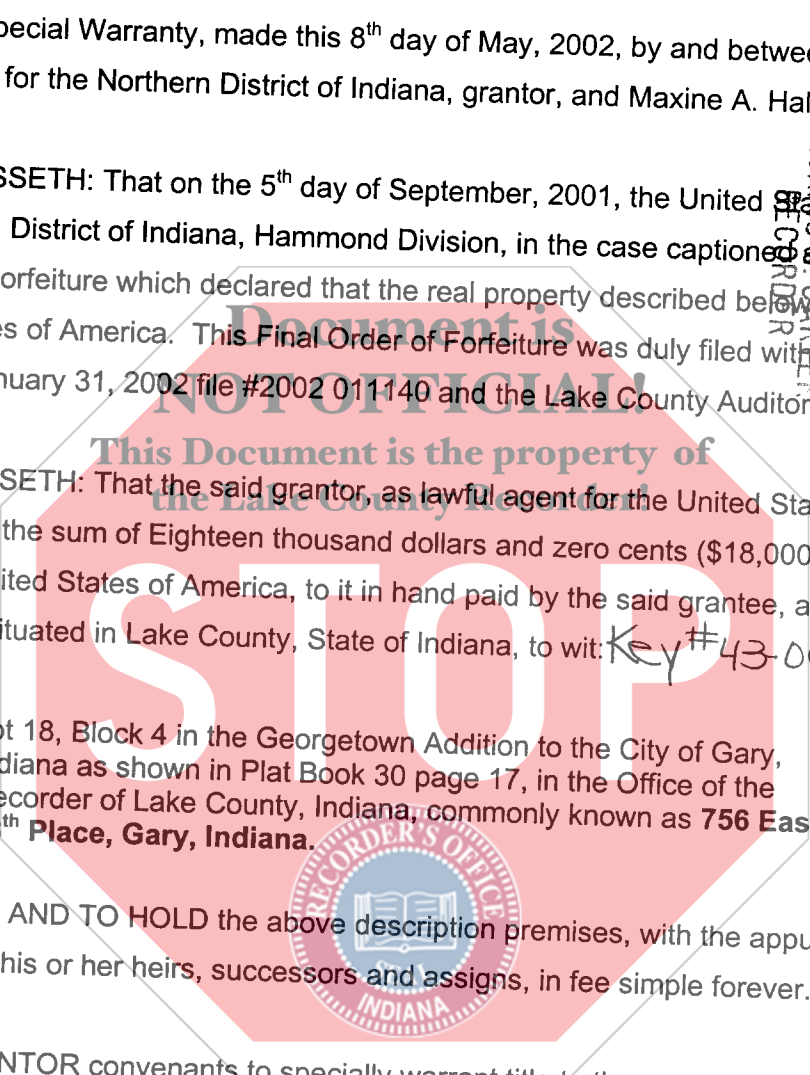 pecial Warranty, made this 8th day of May, 2002, by and betwee
for the Northern District of Indiana, grantor, and Maxine A. Hal
SSETH: That on the 5th day of September, 2001, the United Sta
District of Indiana, Hammond Division, in the case captioned a
orfeiture which declared that the real property described below
es of America. This Final Order of Forfeiture was duly filed with
nuary 31, 2002 file #2002 011140 and the Lake County Auditor
SETH: That the said grantor, as lawful agent for the United Sta
the sum of Eighteen thousand dollars and zero cents ($18,000
ited States of America, to it in hand paid by the said grantee, a
ituated in Lake County, State of Indiana, to wit: Key #43-0
ot 18, Block 4 in the Georgetown Addition to the City of Gary,
diana as shown in Plat Book 30 page 17, in the Office of the
ecorder of Lake County, Indiana, commonly known as 756 Eas
th Place, Gary, Indiana.
AND TO HOLD the above description premises, with the appu
his or her heirs, successors and assigns, in fee simple forever.
NTOR convenants to specially warrant title
RECORDER
Document is
NOT OFFICIAL!
This Document is the property of
the Lake County Recorder!
STOP
RECORDER'S OFFICE
SEAL
INDIANA